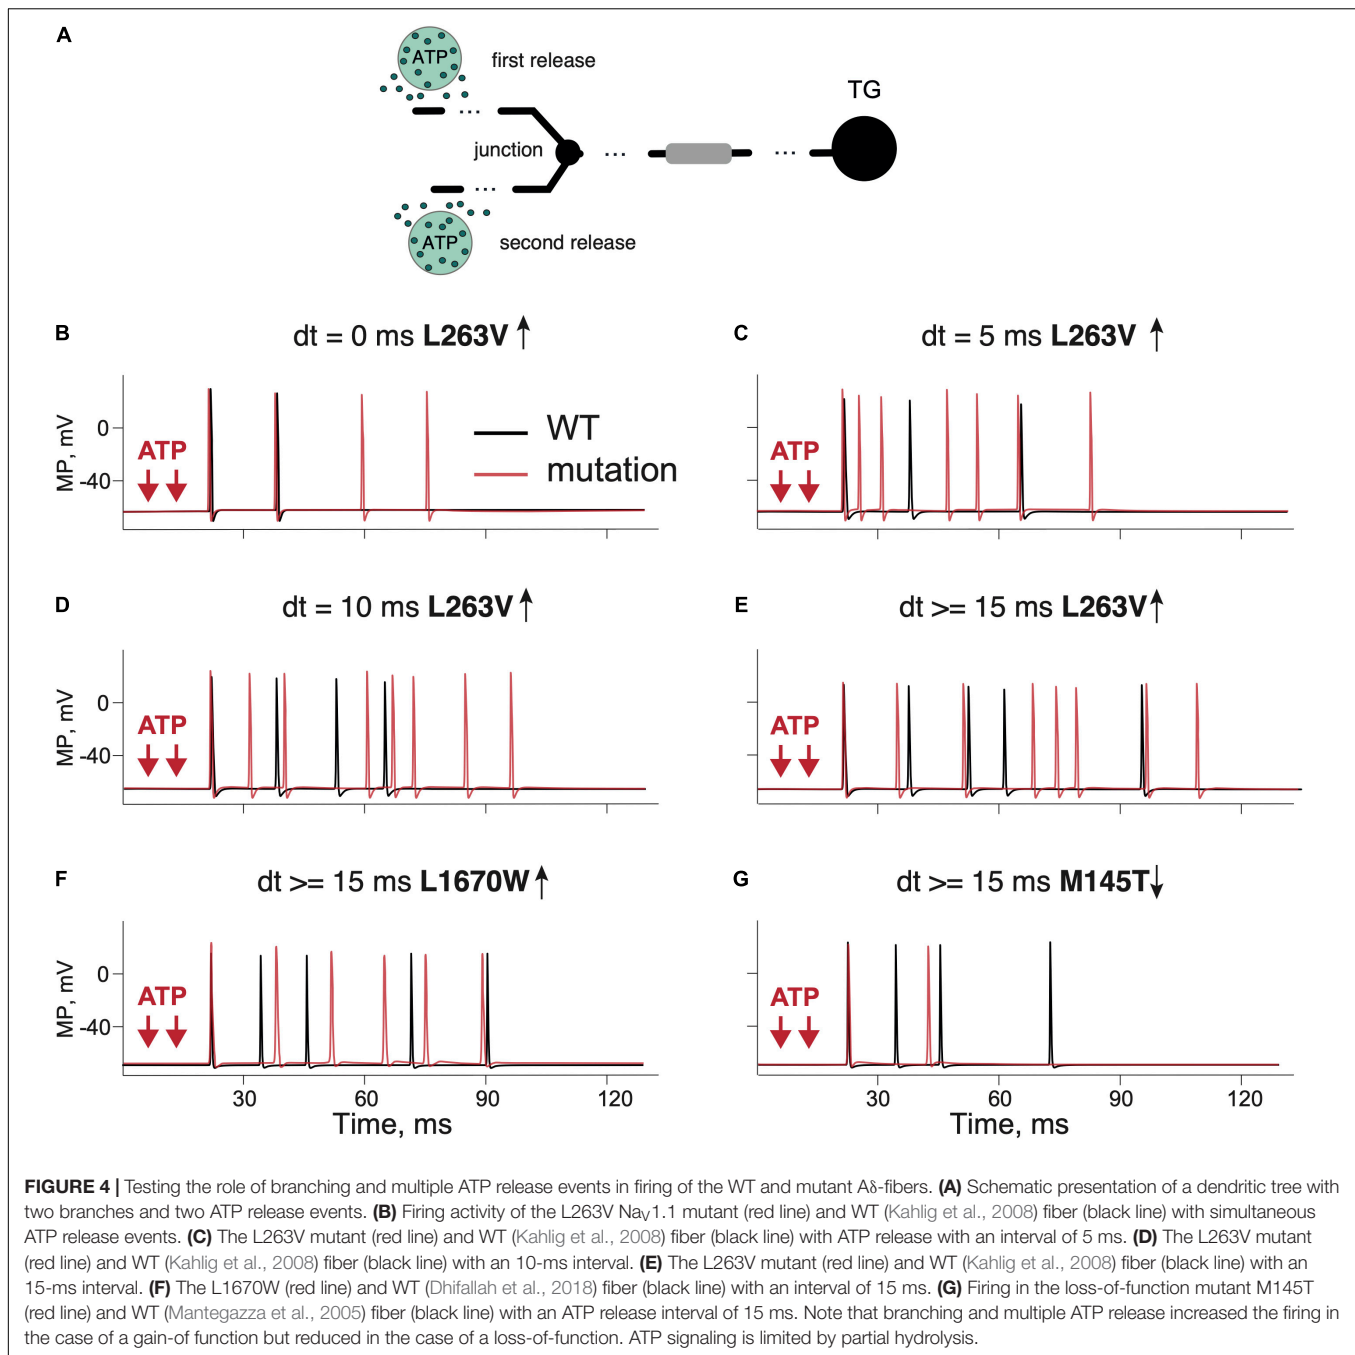 A
ATP
first release
TG
junction
...
...
...
...
ATP
second release
B
dt = 0 ms L263V ↑
C
dt = 5 ms L263V ↑
0
-40
MP, mV
ATP
WT
mutation
ATP
D
dt = 10 ms L263V ↑
E
dt >= 15 ms L263V ↑
0
-40
MP, mV
ATP
ATP
F
dt >= 15 ms L1670W ↑
G
dt >= 15 ms M145T ↓
0
-40
MP, mV
ATP
ATP
30 60 90 120
Time, ms
30 60 90 120
Time, ms
FIGURE 4 | Testing the role of branching and multiple ATP release events in firing of the WT and mutant Aδ-fibers. (A) Schematic presentation of a dendritic tree with
two branches and two ATP release events. (B) Firing activity of the L263V NaV1.1 mutant (red line) and WT (Kahlig et al., 2008) fiber (black line) with simultaneous
ATP release events. (C) The L263V mutant (red line) and WT (Kahlig et al., 2008) fiber (black line) with ATP release with an interval of 5 ms. (D) The L263V mutant
(red line) and WT (Kahlig et al., 2008) fiber (black line) with an 10-ms interval. (E) The L263V mutant (red line) and WT (Kahlig et al., 2008) fiber (black line) with an
15-ms interval. (F) The L1670W (red line) and WT (Dhifallah et al., 2018) fiber (black line) with an interval of 15 ms. (G) Firing in the loss-of-function mutant M145T
(red line) and WT (Mantegazza et al., 2005) fiber (black line) with an ATP release interval of 15 ms. Note that branching and multiple ATP release increased the firing in
the case of a gain-of function but reduced in the case of a loss-of-function. ATP signaling is limited by partial hydrolysis.